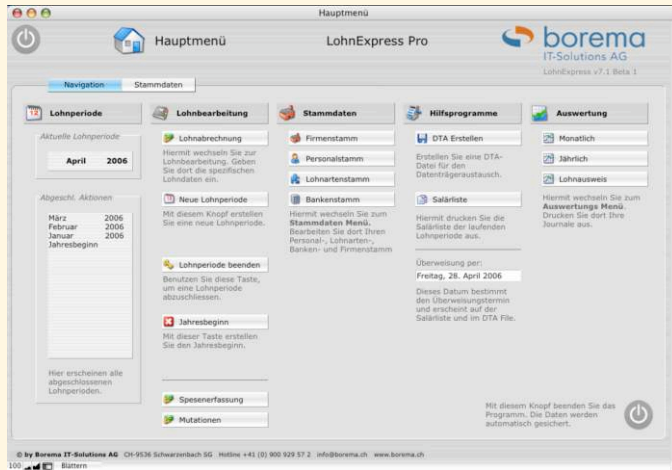 Hauptmenü
Hauptmenü
LohnExpress Pro
borema
IT-Solutions AG
LohnExpress v7.1 Beta 1
Navigation
Stammdaten
12
Lohnperiode
Aktuelle Lohnperiode
April 2006
Abgeschl. Aktionen
März 2006
Februar 2006
Januar 2006
Jahresbeginn
Hier erscheinen alle
abgeschlossenen
Lohnperioden.
Lohnbearbeitung
Lohnabrechnung
Hiermit wechseln Sie zur
Lohnbearbeitung. Geben
Sie dort die spezifischen
Lohndaten ein.
Neue Lohnperiode
Mit diesem Knopf erstellen
Sie eine neue Lohnperiode.
Lohnperiode beenden
Benutzen Sie diese Taste,
um eine Lohnperiode
abzuschliessen.
Jahresbeginn
Mit dieser Taste erstellen
Sie den Jahresbeginn.
Spesenerfassung
Mutationen
Stammdaten
Firmenstamm
Personalstamm
Lohnartenstamm
Bankenstamm
Hiermit wechseln Sie zum
Stammdaten Menü.
Bearbeiten Sie dort Ihren
Personal-, Lohnarten-,
Banken- und Firmenstamm
Hilfsprogramme
DTA Erstellen
Erstellen Sie eine DTA-
Datei für den
Datenträgeraustausch.
Salärliste
Hiermit drucken Sie die
Salärliste der laufenden
Lohnperiode aus.
Überweisung per:
Freitag, 28. April 2006
Dieses Datum bestimmt
den Überweisungstermin
und erscheint auf der
Salärliste und im DTA File.
Auswertung
Monatlich
Jährlich
Lohnausweis
Hiermit wechseln Sie zum
Auswertungs Menü.
Drucken Sie dort Ihre
Journale aus.
Mit diesem Knopf beenden Sie das
Programm. Die Daten werden
automatisch gesichert.
© by Borema IT-Solutions AG CH-9536 Schwarzenbach SG Hotline +41 (0) 900 929 57 2 info@borema.ch www.borema.ch
100 Blättern